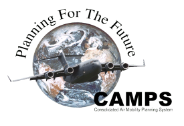 Planning For The Future
CAMPS
Consolidated Air Mobility Planning System